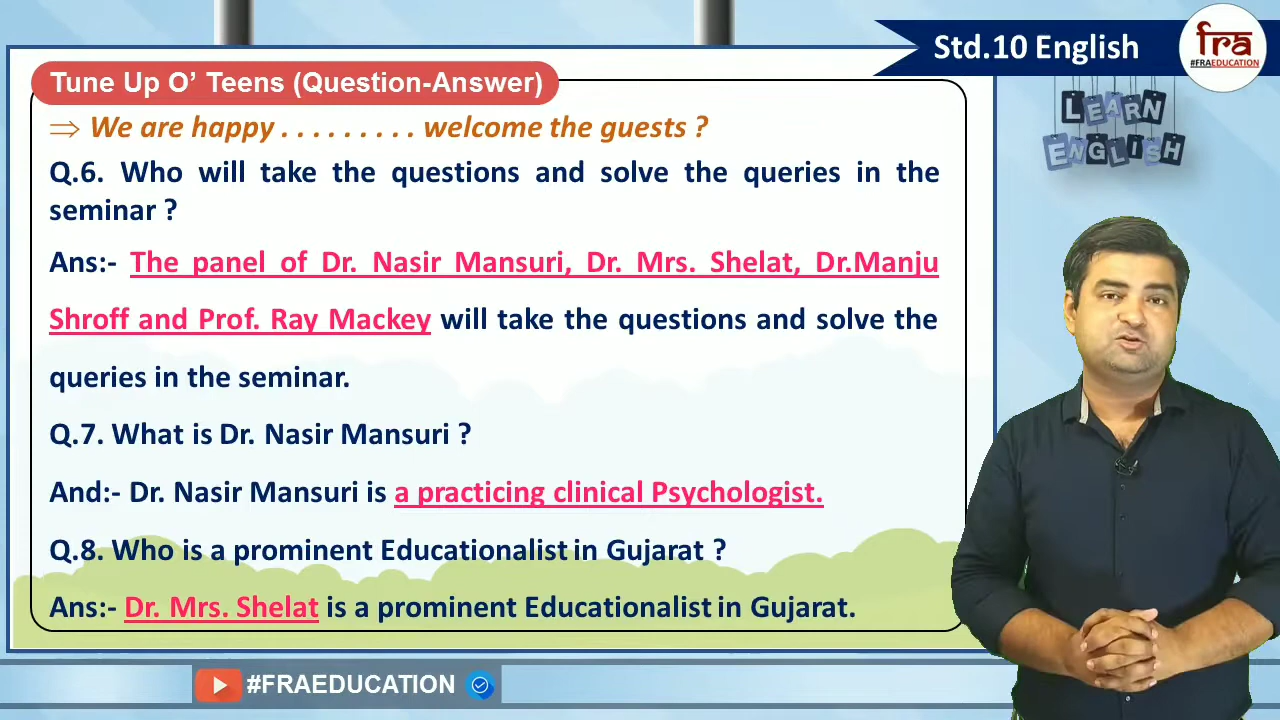 Std.10 English
fra
#FRAEDUCATION
LEARN
ENGLISH
Tune Up O’ Teens (Question-Answer)
⇒ We are happy . . . . . . . . . welcome the guests ?
Q.6. Who will take the questions and solve the queries in the
seminar ?
Ans:- The panel of Dr. Nasir Mansuri, Dr. Mrs. Shelat, Dr.Manju
Shroff and Prof. Ray Mackey will take the questions and solve the
queries in the seminar.
Q.7. What is Dr. Nasir Mansuri ?
And:- Dr. Nasir Mansuri is a practicing clinical Psychologist.
Q.8. Who is a prominent Educationalist in Gujarat ?
Ans:- Dr. Mrs. Shelat is a prominent Educationalist in Gujarat.
#FRAEDUCATION